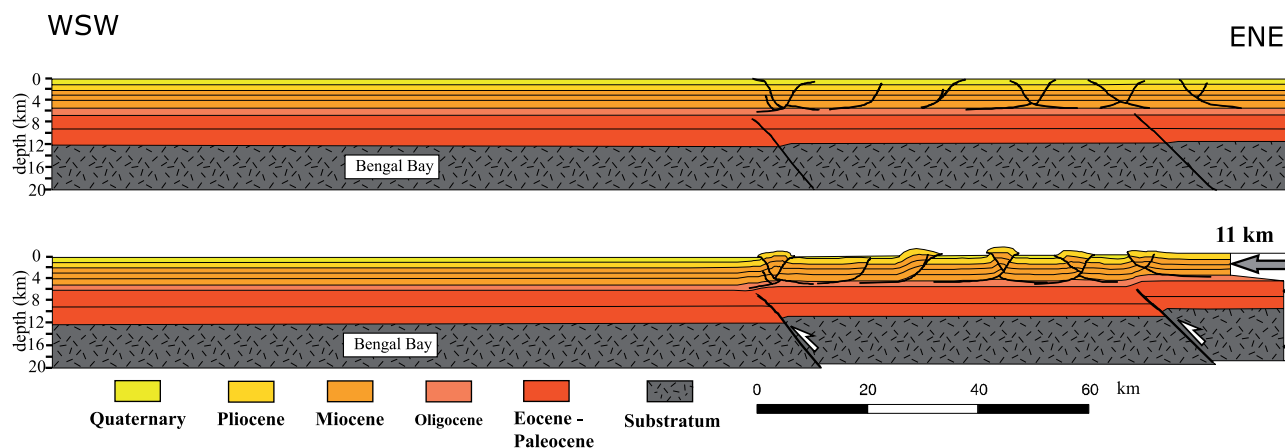 WSW
ENE
0
4
8
12
16
20
depth (km)
Bengal Bay
11 km
0
4
8
12
16
20
depth (km)
Bengal Bay
0 20 40 60 km
Quaternary Pliocene Miocene Oligocene Eocene - Substratum
Paleocene